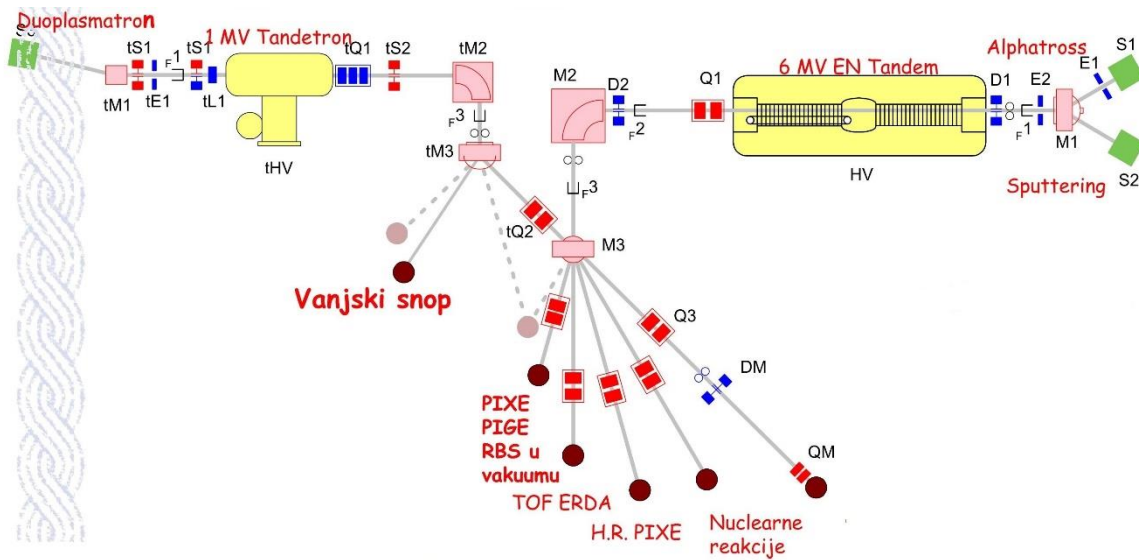 Duoplasmatron
1 MV Tandetron
tS1
F1
tS1
tQ1
tS2
tM2
tM1
tE1
tL1
tHV
F3
tM3
tQ2
Vanjski snop
M2
D2
F2
Q1
6 MV EN Tandem
HV
D1
F1
E2
M1
Alphatross
E1
S1
Sputtering
S2
F3
M3
Q3
DM
QM
PIXE
PIGE
RBS u
vakuumu
TOF ERDA
H.R. PIXE
Nuclearne
reakcije